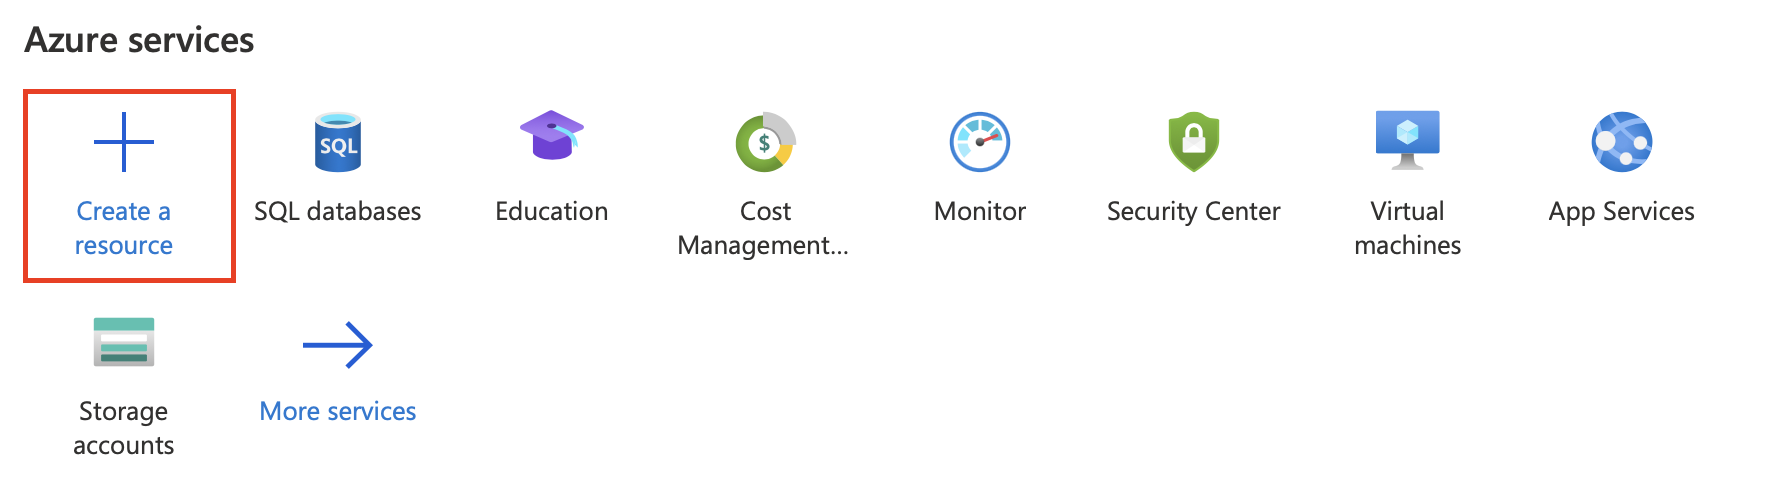 Azure services
Create a
resource
SQL
SQL databases
Education
$
Cost
Management...
Monitor
Security Center
Virtual
machines
App Services
Storage
accounts
More services